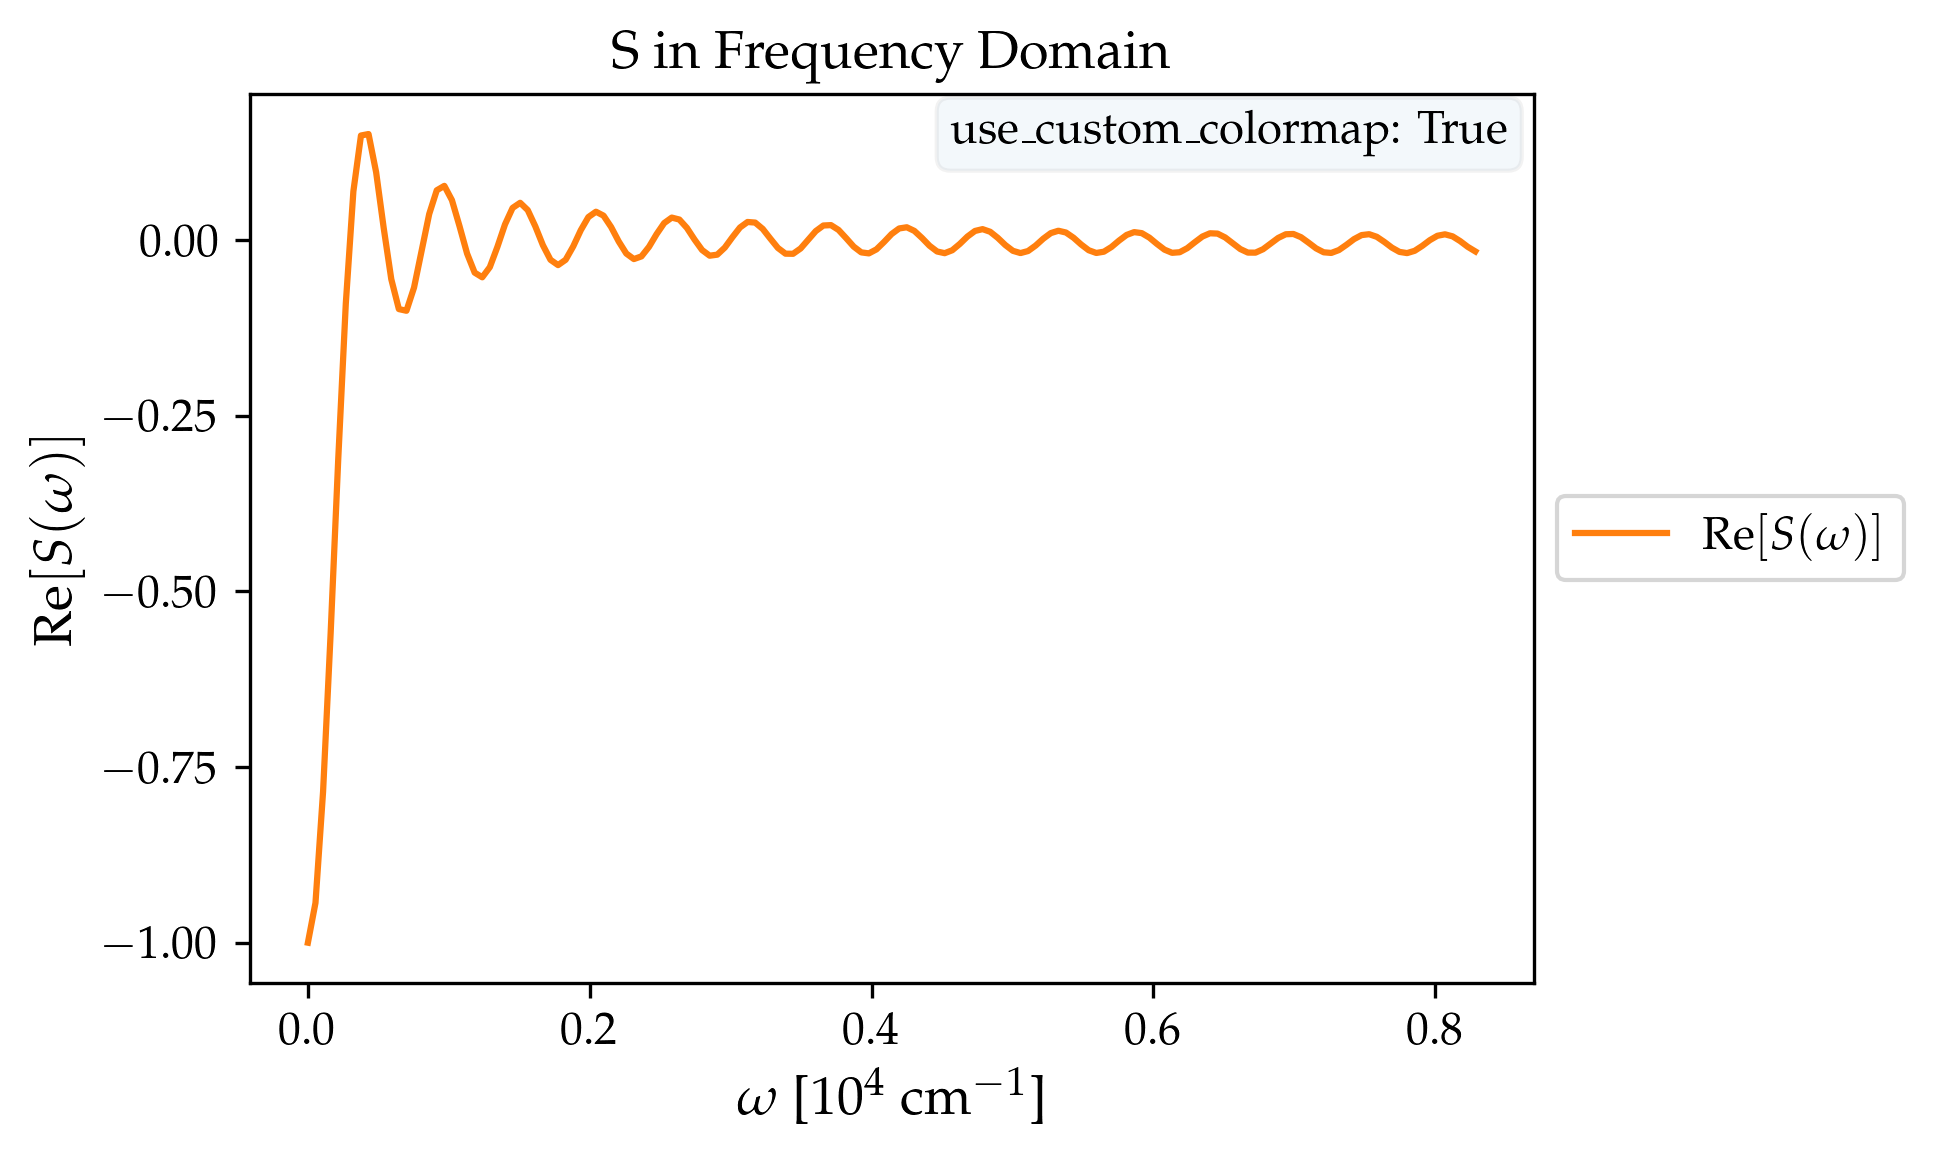 S in Frequency Domain
use_custom_colormap: True
0.00
−0.25
−0.50
−0.75
−1.00
Re[S(ω)]
Re[S(ω)]
0.0 0.2 0.4 0.6 0.8
ω [10⁴ cm⁻¹]